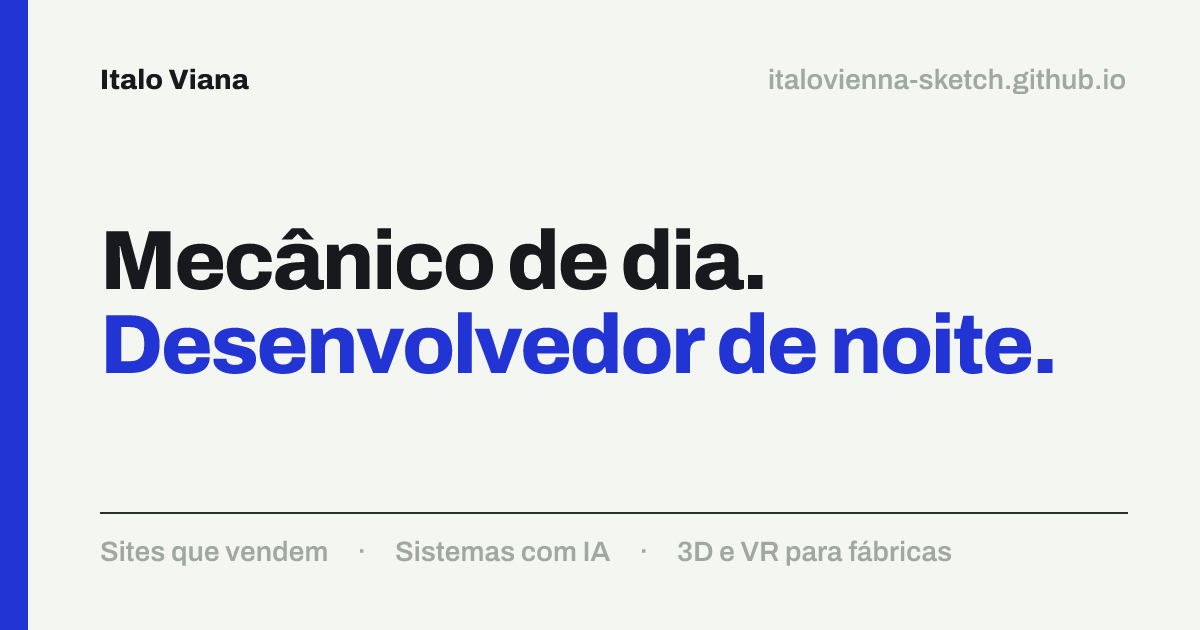 Italo Viana
italovienna-sketch.github.io
Mecânico de dia.
Desenvolvedor de noite.
Sites que vendem · Sistemas com IA · 3D e VR para fábricas